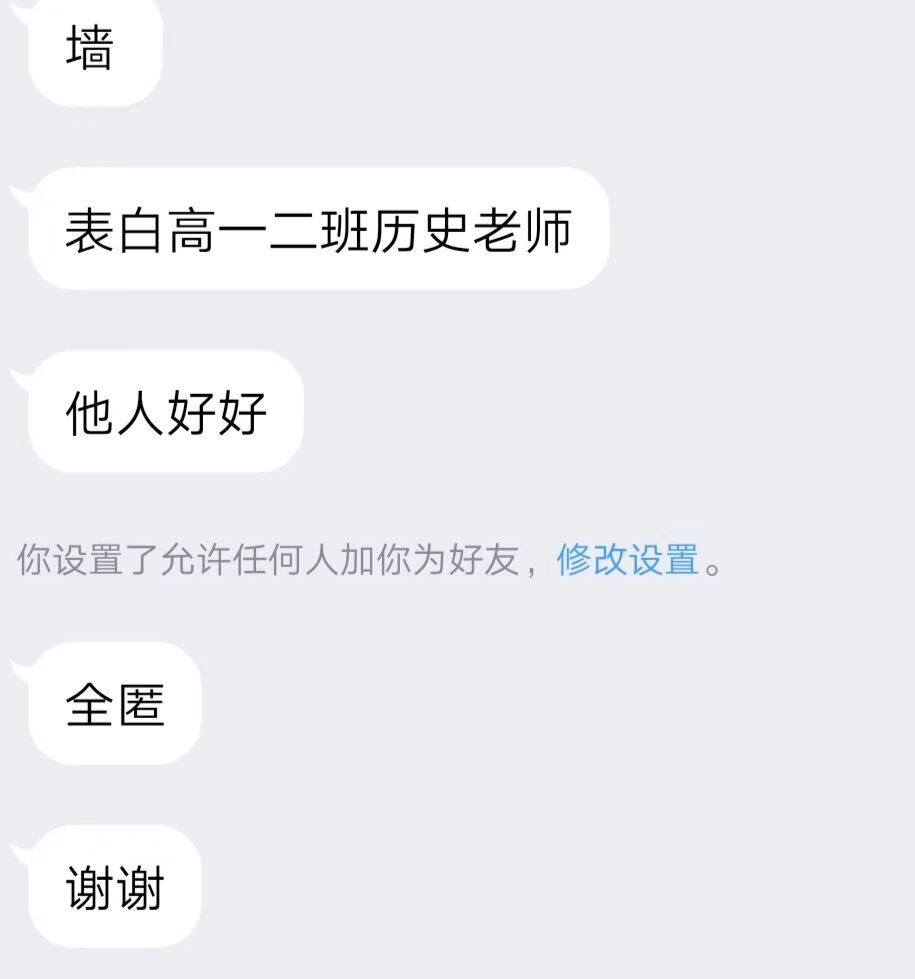 墙
表白高一二班历史老师
他人好好
你设置了允许任何人加你为好友，修改设置。
全匿
谢谢